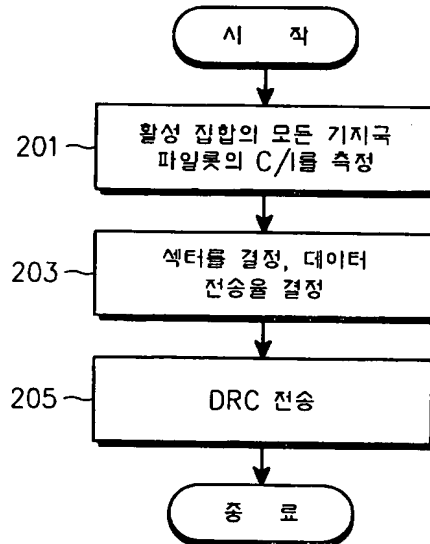 시 작
201
활성 집합의 모든 기지국
파일롯의 C/I를 측정
203
섹터를 결정, 데이터
전송율 결정
205
DRC 전송
종 료